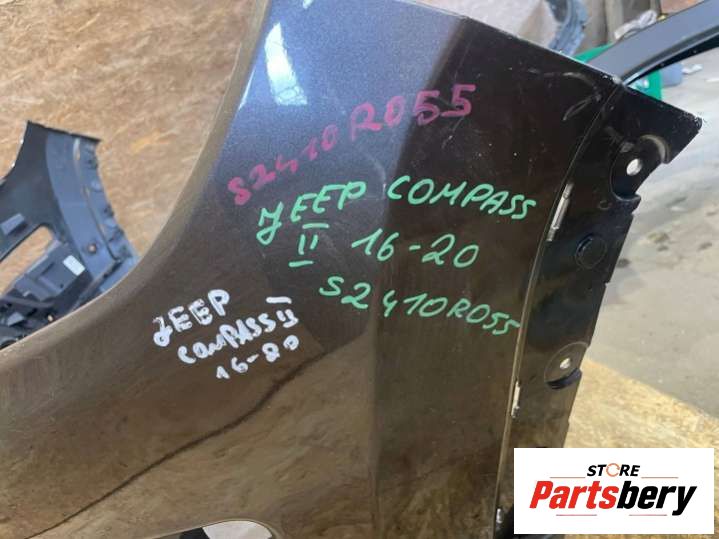 S2410R055
JEEP COMPASS
II 16-20
S2410R055
JEEP
COMPASS II
16-20
STORE
Partsbery